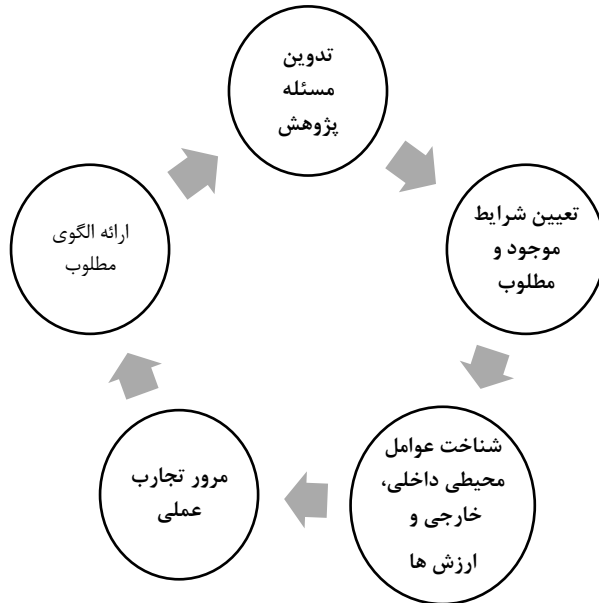 تدوین
مسئله
پژوهش
تعیین شرایط
موجود و
مطلوب
شناخت عوامل
محیطی داخلی،
خارجی و
ارزش ها
مرور تجارب
عملی
ارائه الگوی
مطلوب